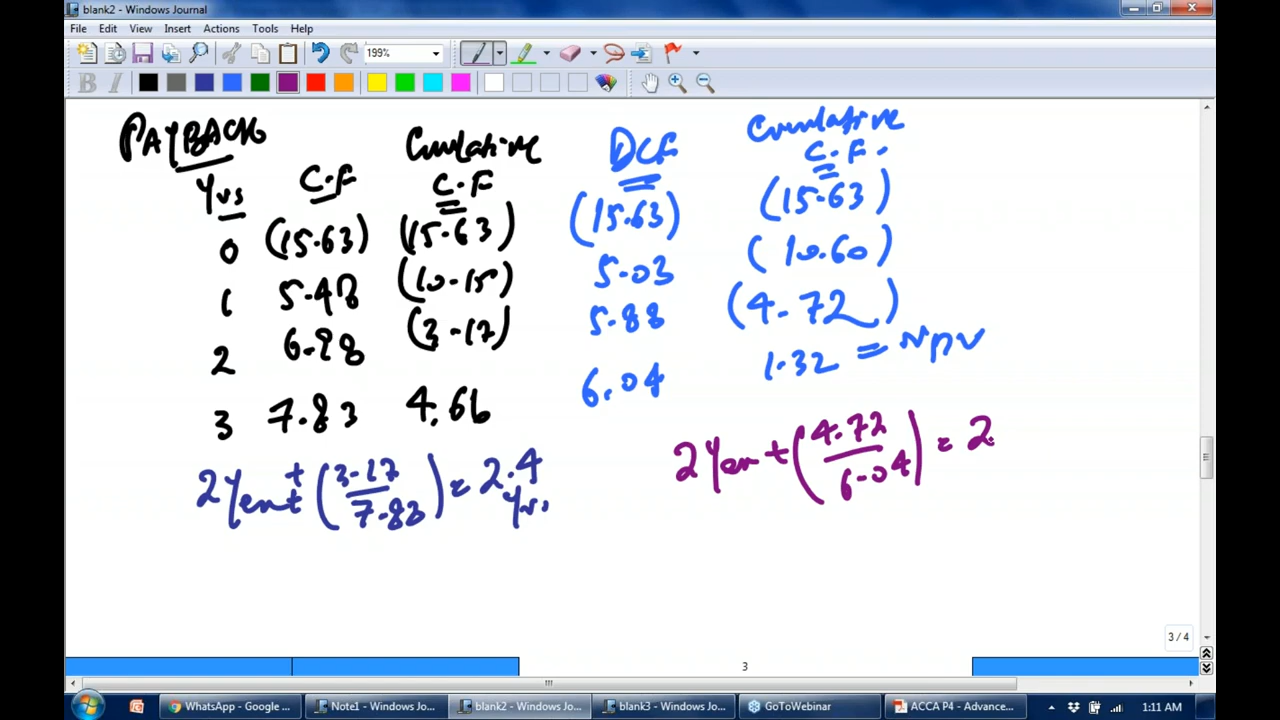 blank2 - Windows Journal
File Edit View Insert Actions Tools Help
199%
PAYBACK
Yrs C.F Cumlative C.F DCF Cumulative C.F.
0 (15.63) (15.63) (15.63) (15.63)
1 5.48 (10.15) 5.03 (10.60)
2 6.98 (3.17) 5.88 (4.72)
3 7.83 4.66 6.04 1.32 = NPV
2 Year + (3.17/7.83) = 2.4 Yrs.
2 Year + (4.72/6.04) = 2.
3/4
3
WhatsApp - Google ... Note1 - Windows Jo... blank2 - Windows Jo... blank3 - Windows Jo... GoToWebinar ACCA P4 - Advance... 1:11 AM